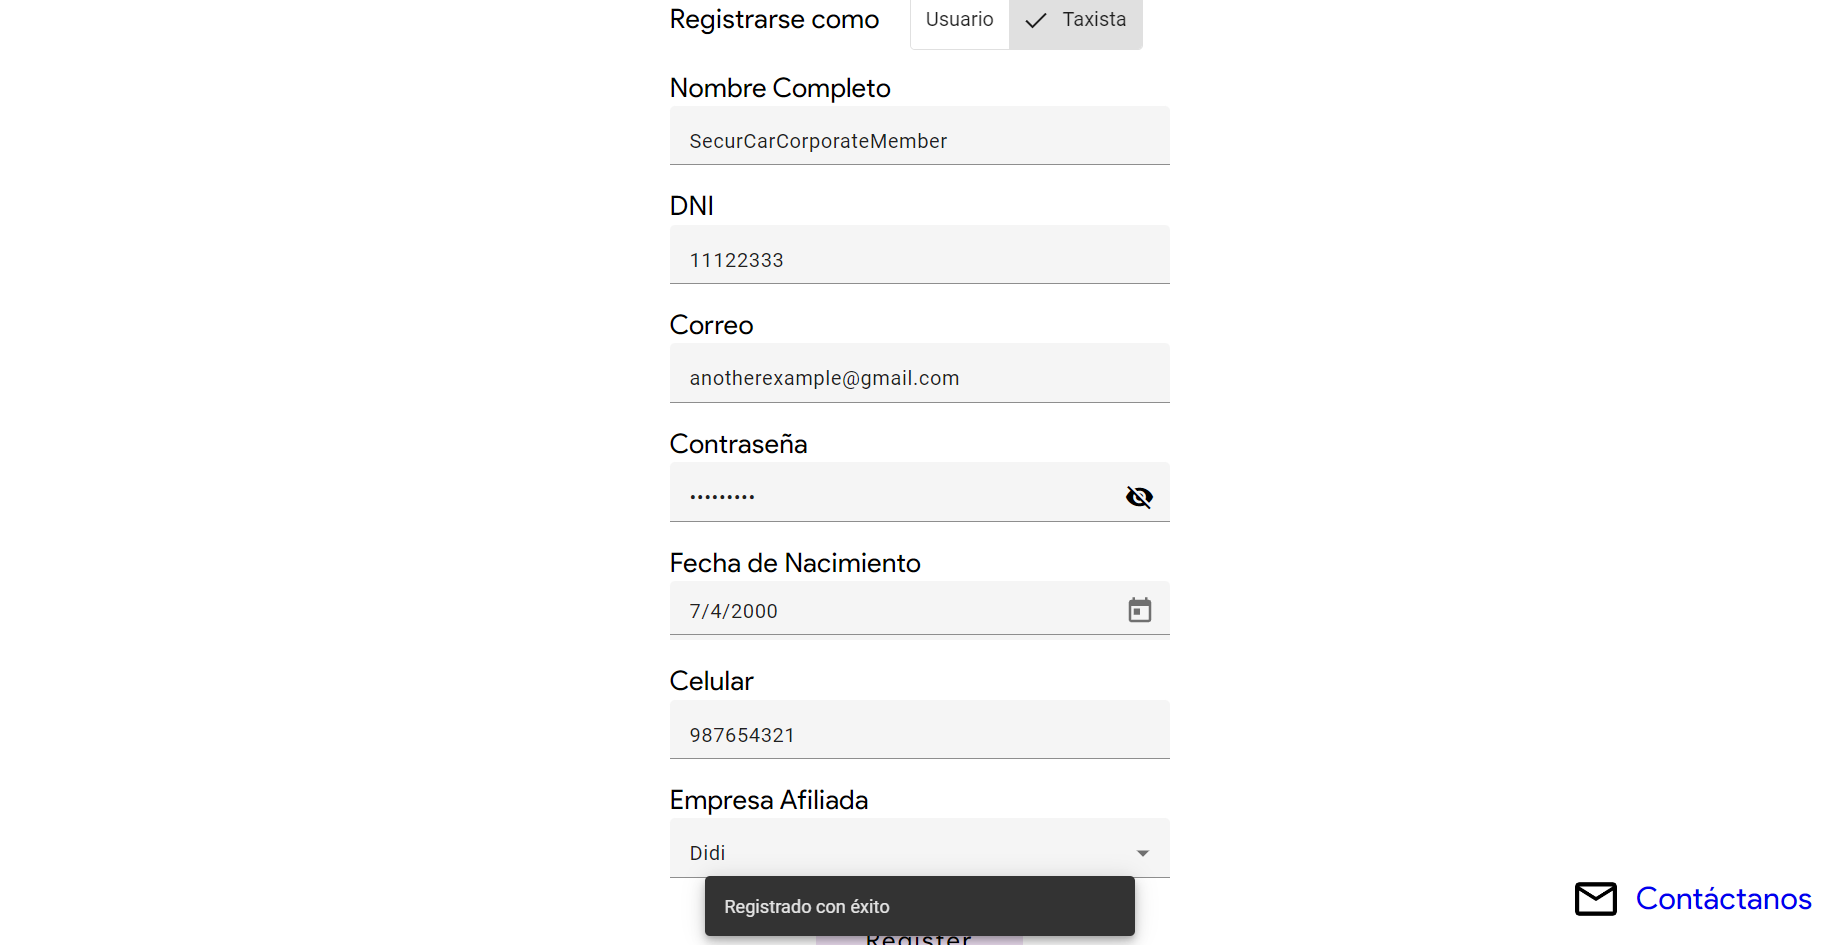 Registrarse como
Usuario
Taxista
Nombre Completo
SecurCarCorporateMember
DNI
11122333
Correo
anotherexample@gmail.com
Contraseña
•••••••••
Fecha de Nacimiento
7/4/2000
Celular
987654321
Empresa Afiliada
Didi
Registrado con éxito
Register
Contáctanos